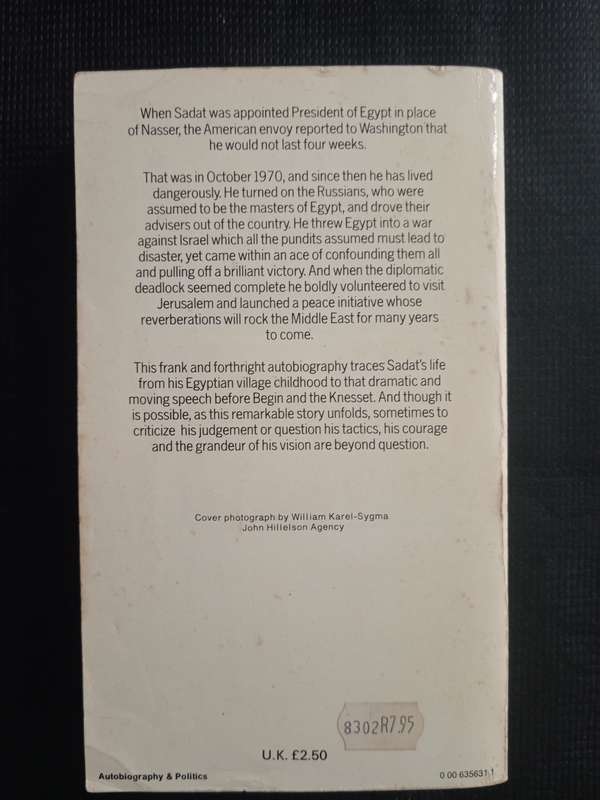 When Sadat was appointed President of Egypt in place
of Nasser, the American envoy reported to Washington that
he would not last four weeks.
That was in October 1970, and since then he has lived
dangerously. He turned on the Russians, who were
assumed to be the masters of Egypt, and drove their
advisers out of the country. He threw Egypt into a war
against Israel which all the pundits assumed must lead to
disaster, yet came within an ace of confounding them all
and pulling off a brilliant victory. And when the diplomatic
deadlock seemed complete he boldly volunteered to visit
Jerusalem and launched a peace initiative whose
reverberations will rock the Middle East for many years
to come.
This frank and forthright autobiography traces Sadat's life
from his Egyptian village childhood to that dramatic and
moving speech before Begin and the Knesset. And though it
is possible, as this remarkable story unfolds, sometimes to
criticize his judgement or question his tactics, his courage
and the grandeur of his vision are beyond question.
Cover photograph by William Karel-Sygma
John Hillelson Agency
8302R7.95
U.K. £2.50
Autobiography & Politics
0 00 635631 1